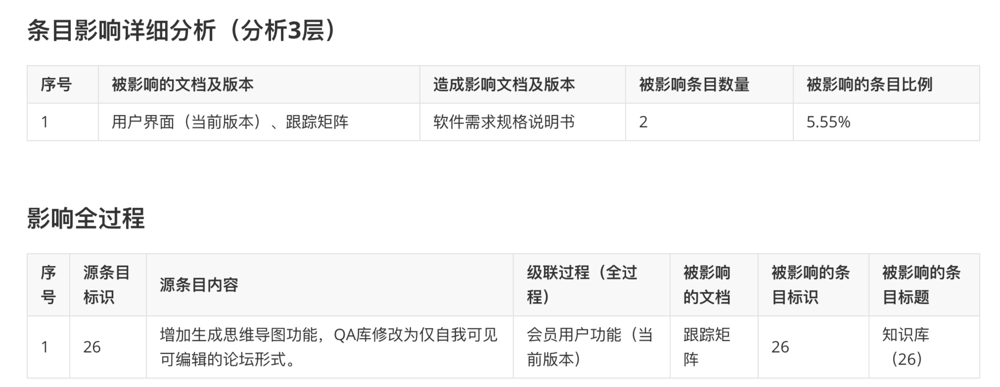 条目影响详细分析（分析3层）
序号 被影响的文档及版本 造成影响文档及版本 被影响条目数量 被影响的条目比例
1 用户界面（当前版本）、跟踪矩阵 软件需求规格说明书 2 5.55%
影响全过程
序号 源条目标识 源条目内容 级联过程（全过程） 被影响的文档 被影响的条目标识 被影响的条目标题
1 26 增加生成思维导图功能，QA库修改为仅自我可见可编辑的论坛形式。 会员用户功能（当前版本） 跟踪矩阵 26 知识库（26）